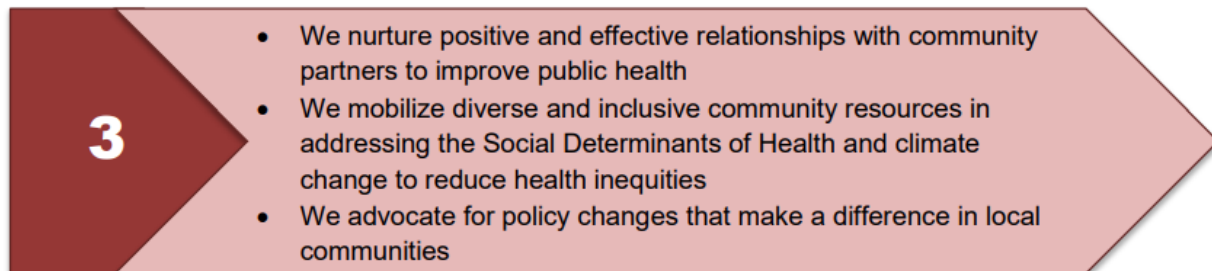 3
• We nurture positive and effective relationships with community
partners to improve public health
• We mobilize diverse and inclusive community resources in
addressing the Social Determinants of Health and climate
change to reduce health inequities
• We advocate for policy changes that make a difference in local
communities